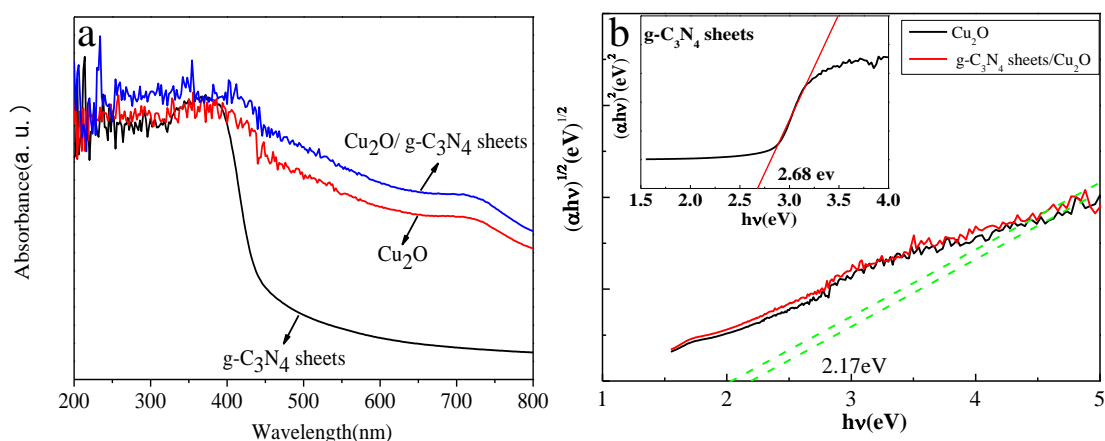 a
Absorbance(a. u.)
Cu₂O/ g-C₃N₄ sheets
Cu₂O
g-C₃N₄ sheets
200 300 400 500 600 700 800
Wavelength(nm)
b
(αhν)^1/2(eV)^1/2
g-C₃N₄ sheets
(αhν)²(eV)²
2.68 ev
1.5 2.0 2.5 3.0 3.5 4.0
hν(eV)
Cu₂O
g-C₃N₄ sheets/Cu₂O
2.17eV
1 2 3 4 5
hν(eV)